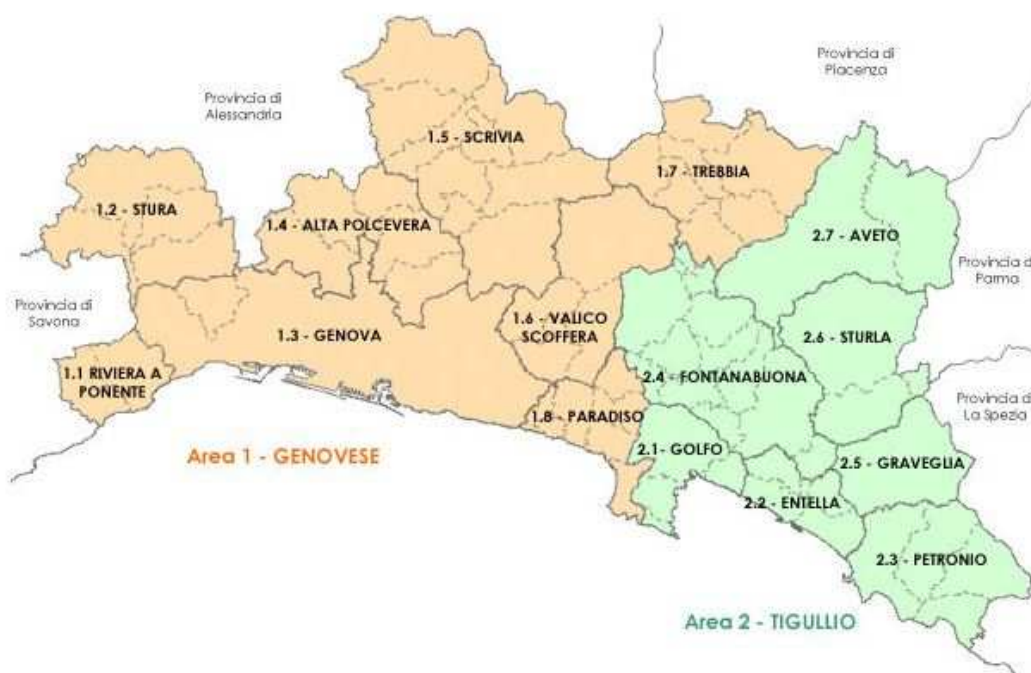 Provincia di
Piacenza
Provincia di
Alessandria
1.5 - SCRIVIA
1.7 - TREBBIA
1.2 - STURA
1.4 - ALTA POLCEVERA
2.7 - AVETO
Provincia di
Parma
Provincia di
Savona
1.3 - GENOVA
1.6 - VALICO
SCOFFERA
2.6 - STURLA
1.1 RIVIERA A
PONENTE
2.4 - FONTANABUONA
Provincia di
La Spezia
1.8 - PARADISO
Area 1 - GENOVESE
2.1 - GOLFO
2.5 - GRAVEGLIA
2.2 - ENTELLA
2.3 - PETRONIO
Area 2 - TIGULLIO